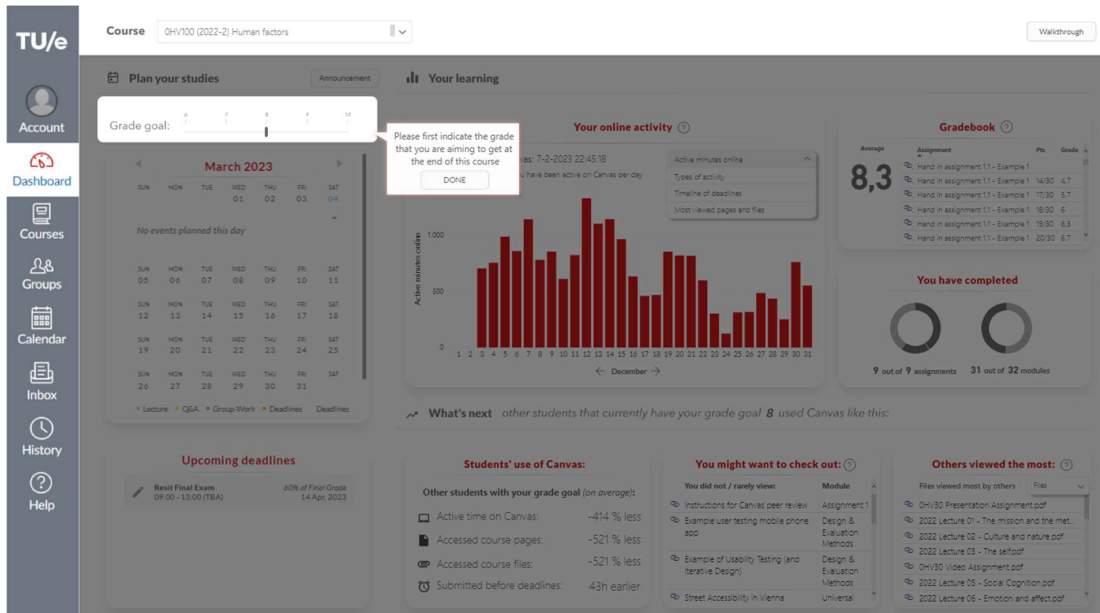 TU/e
Account
Dashboard
Courses
Groups
Calendar
Inbox
History
Help
Course 0HV100 (2022-2) Human factors
Walkthrough
Plan your studies
Announcement
Grade goal:
6 7 8 9 10
Please first indicate the grade
that you are aiming to get at
the end of this course
DONE
March 2023
SUN MON TUE WED THU FRI SAT
01 02 03 04
No events planned this day
SUN MON TUE WED THU FRI SAT
05 06 07 08 09 10 11
SUN MON TUE WED THU FRI SAT
12 13 14 15 16 17 18
SUN MON TUE WED THU FRI SAT
19 20 21 22 23 24 25
SUN MON TUE WED THU FRI SAT
26 27 28 29 30 31
Lecture Q&A Group-Work Deadlines Deadlines
Upcoming deadlines
Resit Final Exam 60% of Final Grade
09:00 - 13:00 (TBA) 14 Apr, 2023
Your learning
Your online activity
7-2-2023 22:45:18
have been active on Canvas per day
Active minutes online
Types of activity
Timeline of deadlines
Most viewed pages and files
Active minutes online
1.000
500
0
1 2 3 4 5 6 7 8 9 10 11 12 13 14 15 16 17 18 19 20 21 22 23 24 25 26 27 28 29 30 31
← December →
Gradebook
Average
8,3
Assignment Pts Grade
Hand in assignment 1.1 - Example 1
Hand in assignment 1.1 - Example 1 14/30 4,7
Hand in assignment 1.1 - Example 1 17/30 5,7
Hand in assignment 1.1 - Example 1 18/30 6
Hand in assignment 1.1 - Example 1 19/30 6,3
Hand in assignment 1.1 - Example 1 20/30 6,7
You have completed
9 out of 9 assignments 31 out of 32 modules
What's next other students that currently have your grade goal 8 used Canvas like this:
Students' use of Canvas:
Other students with your grade goal (on average):
Active time on Canvas: -414 % less
Accessed course pages: -521 % less
Accessed course files: -521 % less
Submitted before deadlines: 43h earlier
You might want to check out:
You did not / rarely view: Module
Instructions for Canvas peer review Assignment 1
Example user testing mobile phone app Design & Evaluation Methods
Example of Usability Testing (and Iterative Design) Design & Evaluation Methods
Street Accessibility in Vienna Universal
Others viewed the most:
Files viewed most by others Files
0HV30 Presentation Assignment.pdf
2022 Lecture 01 - The mission and the met...
2022 Lecture 02 - Culture and nature.pdf
2022 Lecture 03 - The self.pdf
0HV30 Video Assignment.pdf
2022 Lecture 05 - Social Cognition.pdf
2022 Lecture 06 - Emotion and affect.pdf